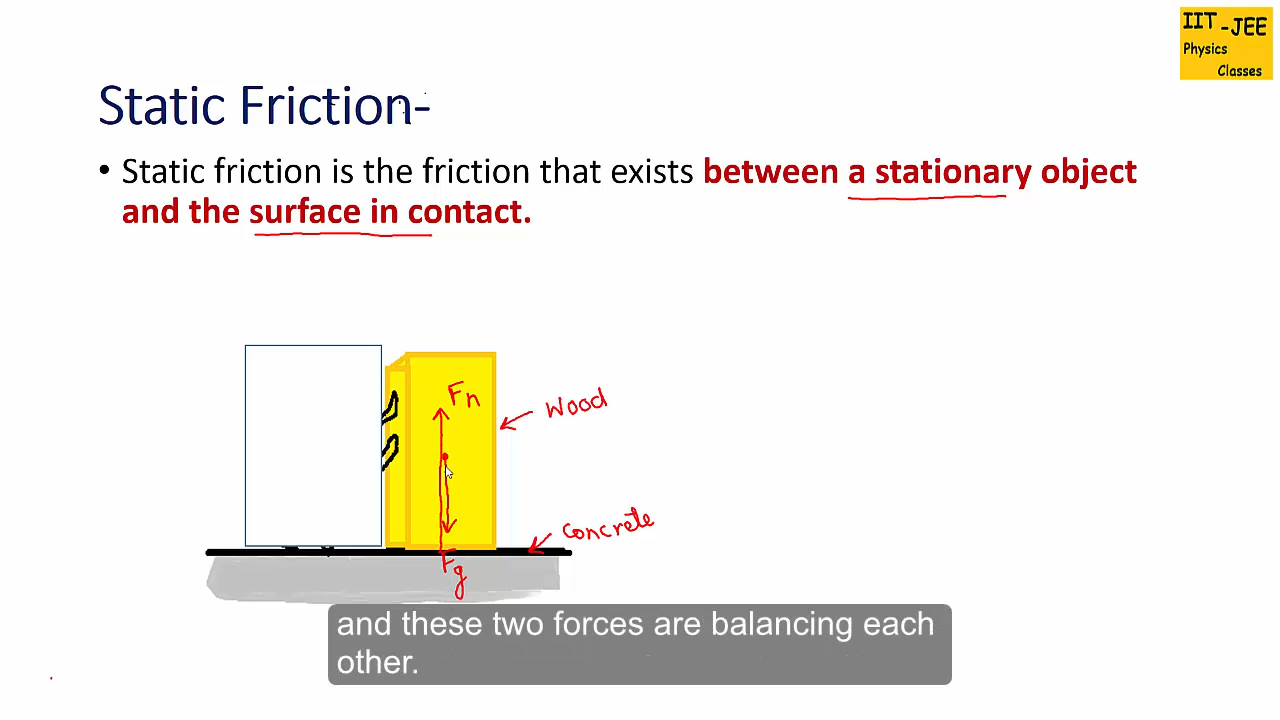 IIT -JEE
Physics
Classes
Static Friction-
• Static friction is the friction that exists between a stationary object
and the surface in contact.
Fn
Wood
Concrete
Fg
and these two forces are balancing each
other.